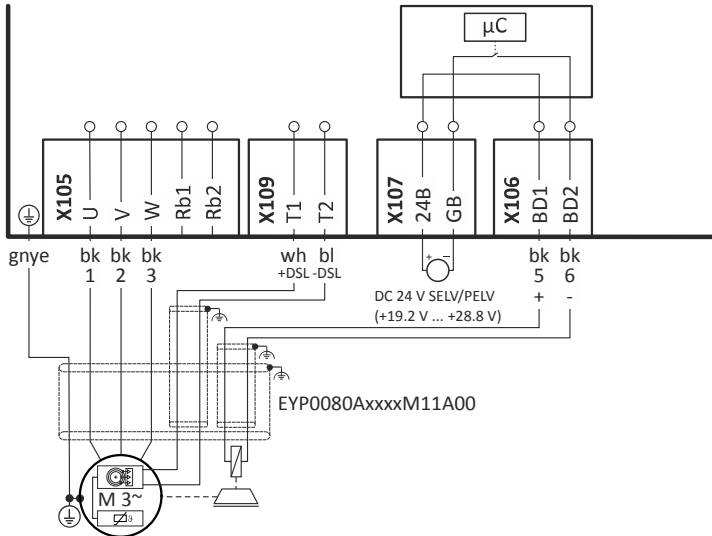 µC
X105
U
V
W
Rb1
Rb2
X109
T1
T2
X107
24B
GB
X106
BD1
BD2
gnye
bk
1
bk
2
bk
3
wh
+DSL
bl
-DSL
+
−
DC 24 V SELV/PELV
(+19.2 V ... +28.8 V)
bk
5
+
bk
6
-
EYP0080AxxxxM11A00
M 3~
ϑ